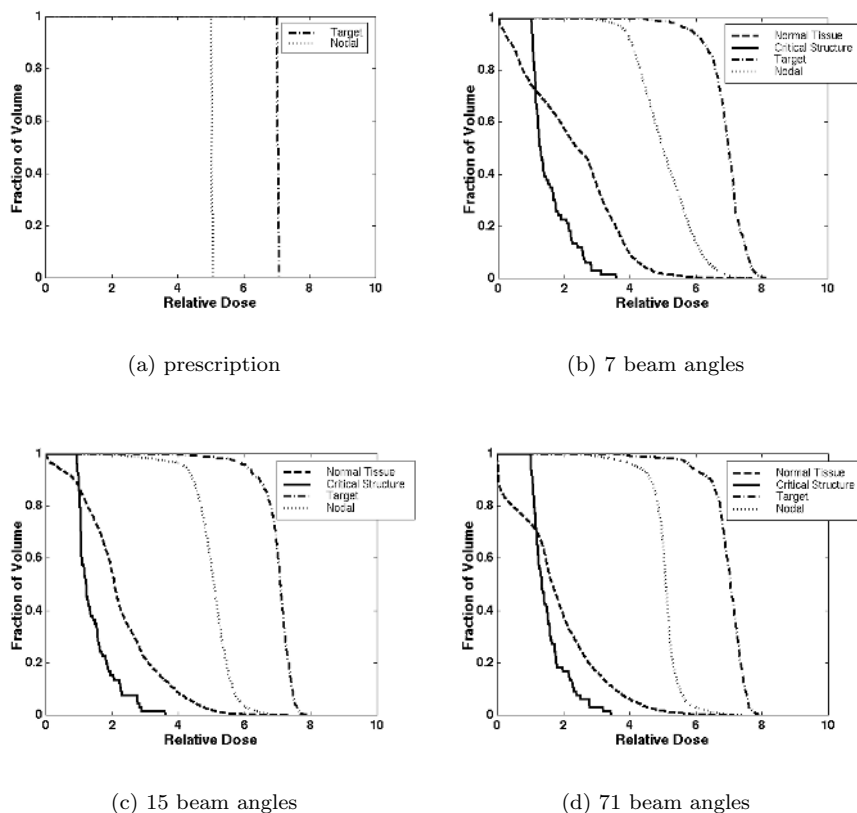 1
0.8
0.6
0.4
0.2
0
Fraction of Volume
0 2 4 6 8 10
Relative Dose
Target
Nodal
(a) prescription
1
0.8
0.6
0.4
0.2
0
Fraction of Volume
0 2 4 6 8 10
Relative Dose
Normal Tissue
Critical Structure
Target
Nodal
(b) 7 beam angles
1
0.8
0.6
0.4
0.2
0
Fraction of Volume
0 2 4 6 8 10
Relative Dose
Normal Tissue
Critical Structure
Target
Nodal
(c) 15 beam angles
1
0.8
0.6
0.4
0.2
0
Fraction of Volume
0 2 4 6 8 10
Relative Dose
Normal Tissue
Critical Structure
Target
Nodal
(d) 71 beam angles